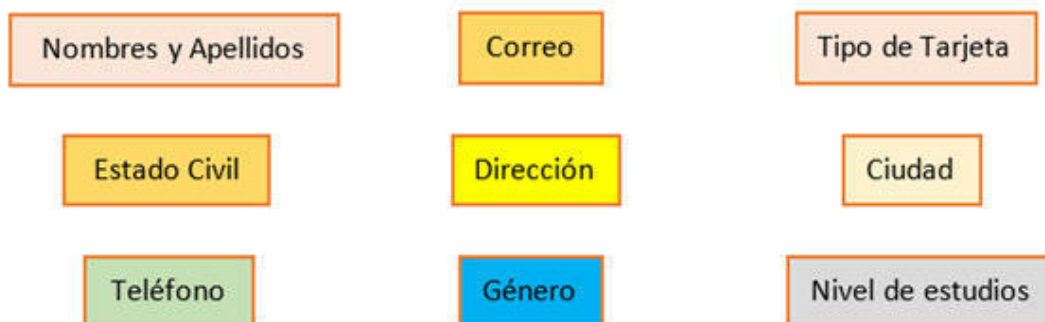 Nombres y Apellidos
Correo
Tipo de Tarjeta
Estado Civil
Dirección
Ciudad
Teléfono
Género
Nivel de estudios